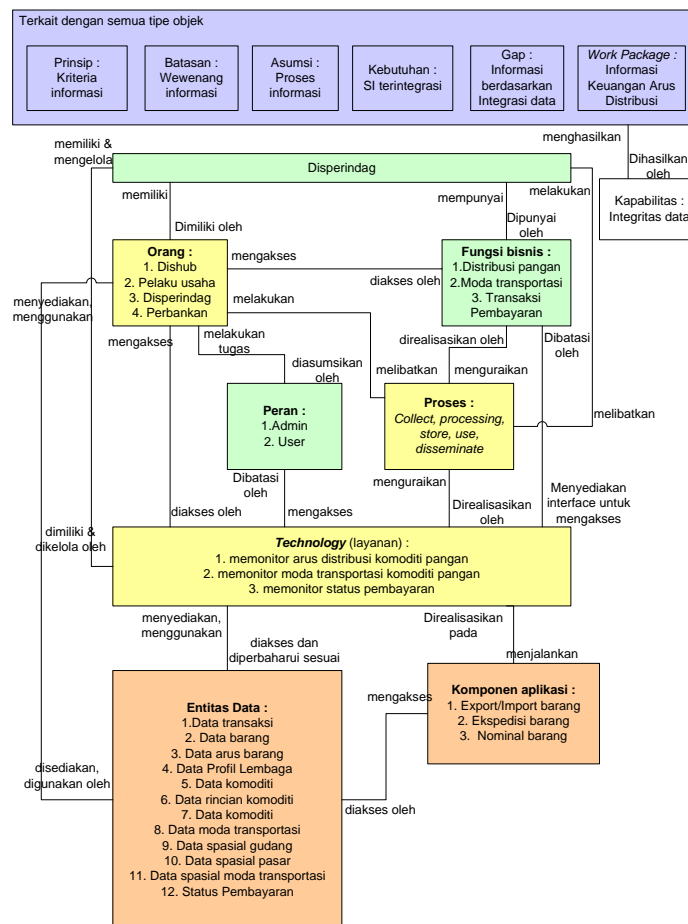 Terkait dengan semua tipe objek
Prinsip :
Kriteria
informasi
Batasan :
Wewenang
informasi
Asumsi :
Proses
informasi
Kebutuhan :
SI terintegrasi
Gap :
Informasi
berdasarkan
Integrasi data
Work Package :
Informasi
Keuangan Arus
Distribusi
menghasilkan
Dihasilkan
oleh
Kapabilitas :
Integritas data
memiliki &
mengelola
Disperindag
memiliki
mempunyai
melakukan
Dimiliki oleh
Dipunyai
oleh
Orang :
1. Dishub
2. Pelaku usaha
3. Disperindag
4. Perbankan
mengakses
diakses oleh
Fungsi bisnis :
1.Distribusi pangan
2.Moda transportasi
3. Transaksi
Pembayaran
menyediakan,
menggunakan
melakukan
mengakses
melakukan
tugas
diasumsikan
oleh
melibatkan
direalisasikan oleh
menguraikan
Dibatasi
oleh
Peran :
1.Admin
2. User
Proses :
Collect, processing,
store, use,
disseminate
melibatkan
Dibatasi
oleh
mengakses
menguraikan
Direalisasikan
oleh
Menyediakan
interface untuk
mengakses
diakses oleh
dimiliki &
dikelola oleh
Technology (layanan) :
1. memonitor arus distribusi komoditi pangan
2. memonitor moda transportasi komoditi pangan
3. memonitor status pembayaran
menyediakan,
menggunakan
diakses dan
diperbaharui sesuai
Direalisasikan
pada
menjalankan
Entitas Data :
1.Data transaksi
2. Data barang
3. Data arus barang
4. Data Profil Lembaga
5. Data komoditi
6. Data rincian komoditi
7. Data komoditi
8. Data moda transportasi
9. Data spasial gudang
10. Data spasial pasar
11. Data spasial moda transportasi
12. Status Pembayaran
mengakses
Komponen aplikasi :
1. Export/Import barang
2. Ekspedisi barang
3. Nominal barang
disediakan,
digunakan oleh
diakses oleh